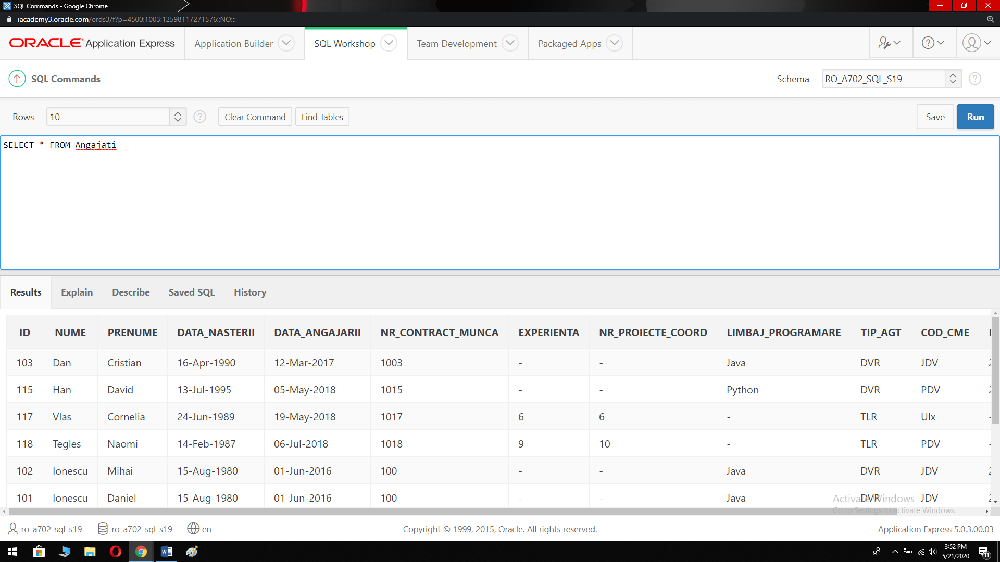 SQL Commands - Google Chrome
iacademy3.oracle.com/ords3/f?p=4500:1003:12598117271576::NO:::
ORACLE Application Express Application Builder SQL Workshop Team Development Packaged Apps
SQL Commands Schema RO_A702_SQL_S19
Rows 10 Clear Command Find Tables Save Run
SELECT * FROM Angajati
Results Explain Describe Saved SQL History
ID NUME PRENUME DATA_NASTERII DATA_ANGAJARII NR_CONTRACT_MUNCA EXPERIENTA NR_PROIECTE_COORD LIMBAJ_PROGRAMARE TIP_AGT COD_CME
103 Dan Cristian 16-Apr-1990 12-Mar-2017 1003 - - Java DVR JDV
115 Han David 13-Jul-1995 05-May-2018 1015 - - Python DVR PDV
117 Vlas Cornelia 24-Jun-1989 19-May-2018 1017 6 6 - TLR UIx -
118 Tegles Naomi 14-Feb-1987 06-Jul-2018 1018 9 10 - TLR PDV -
102 Ionescu Mihai 15-Aug-1980 01-Jun-2016 100 - - Java DVR JDV
101 Ionescu Daniel 15-Aug-1980 01-Jun-2016 100 - - Java DVR JDV
Activate Windows
Go to Settings to activate Windows.
ro_a702_sql_s19 ro_a702_sql_s19 en Copyright © 1999, 2015, Oracle. All rights reserved. Application Express 5.0.3.00.03
3:52 PM
5/21/2020
11